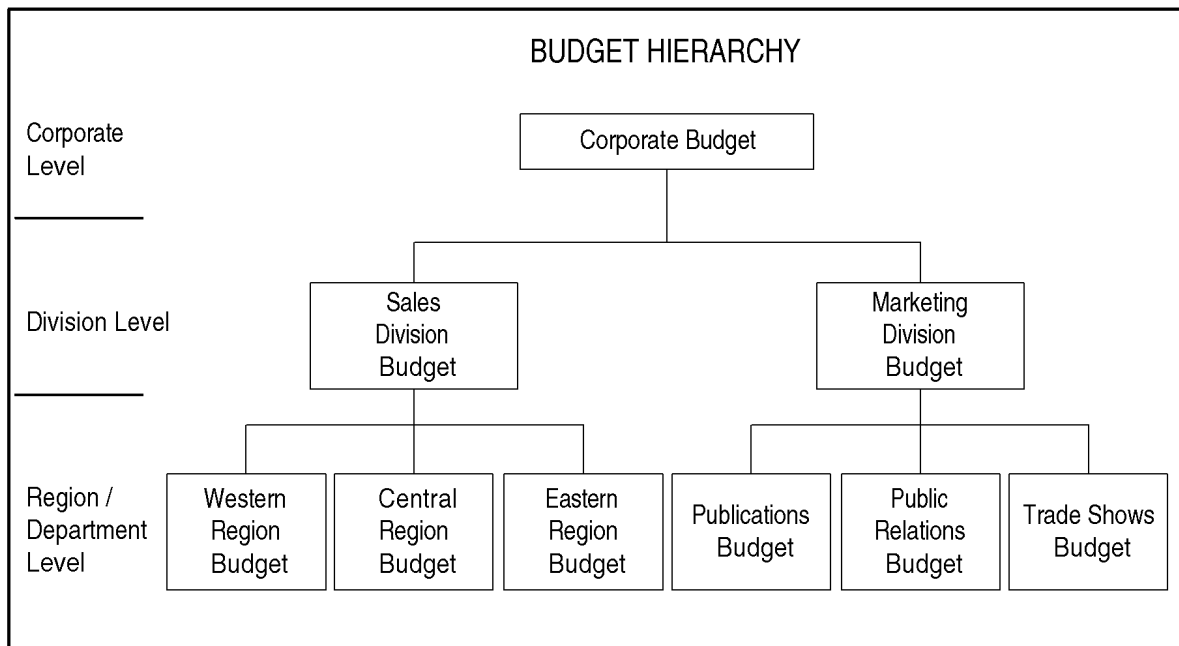 BUDGET HIERARCHY
Corporate
Level
Corporate Budget
Division Level
Sales
Division
Budget
Marketing
Division
Budget
Region /
Department
Level
Western
Region
Budget
Central
Region
Budget
Eastern
Region
Budget
Publications
Budget
Public
Relations
Budget
Trade Shows
Budget